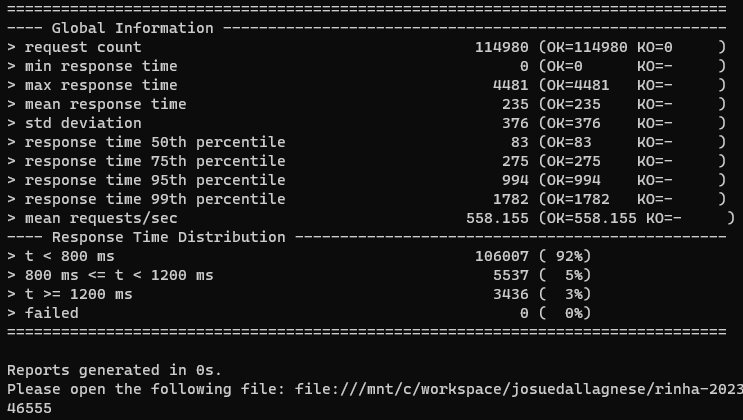 ================================================================================
---- Global Information --------------------------------------------------------
> request count                                     114980 (OK=114980 KO=0     )
> min response time                                      0 (OK=0      KO=-     )
> max response time                                   4481 (OK=4481   KO=-     )
> mean response time                                   235 (OK=235    KO=-     )
> std deviation                                        376 (OK=376    KO=-     )
> response time 50th percentile                         83 (OK=83     KO=-     )
> response time 75th percentile                        275 (OK=275    KO=-     )
> response time 95th percentile                        994 (OK=994    KO=-     )
> response time 99th percentile                       1782 (OK=1782   KO=-     )
> mean requests/sec                                558.155 (OK=558.155 KO=-     )
---- Response Time Distribution ------------------------------------------------
> t < 800 ms                                        106007 ( 92%)
> 800 ms <= t < 1200 ms                               5537 (  5%)
> t >= 1200 ms                                        3436 (  3%)
> failed                                                 0 (  0%)
================================================================================
Reports generated in 0s.
Please open the following file: file:///mnt/c/workspace/josuedallagnese/rinha-2023
46555